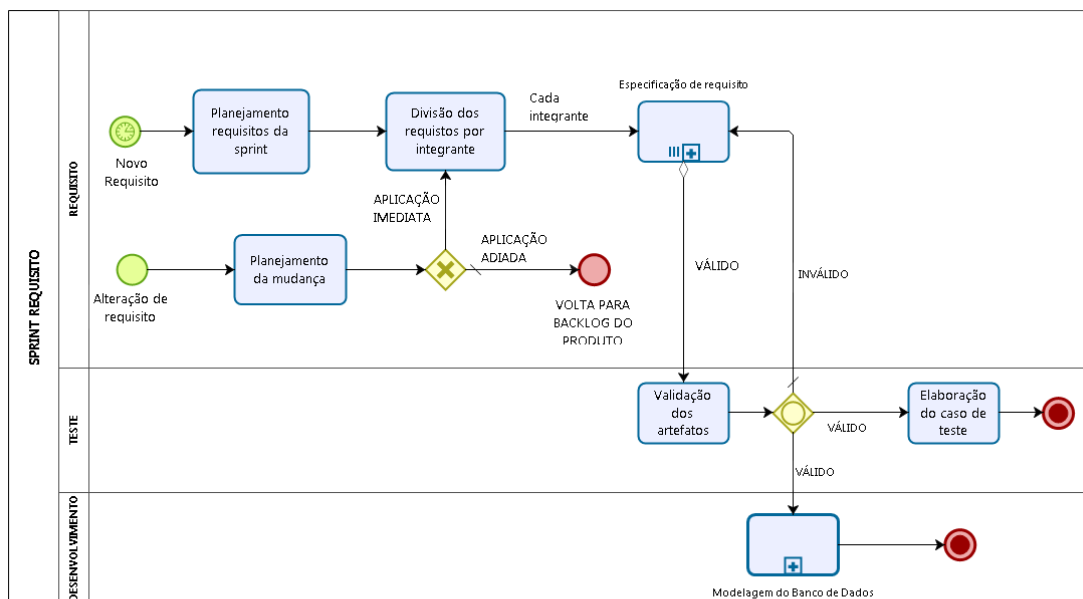 SPRINT REQUISITO
REQUISITO
Planejamento
requisitos da
sprint
Divisão dos
requistos por
integrante
Cada
integrante
Especificação de requisito
Novo
Requisito
APLICAÇÃO
IMEDIATA
APLICAÇÃO
ADIADA
Planejamento
da mudança
Alteração de
requisito
VOLTA PARA
BACKLOG DO
PRODUTO
VÁLIDO
INVÁLIDO
TESTE
Validação
dos
artefatos
VÁLIDO
Elaboração
do caso de
teste
VÁLIDO
DESENVOLVIMENTO
Modelagem do Banco de Dados